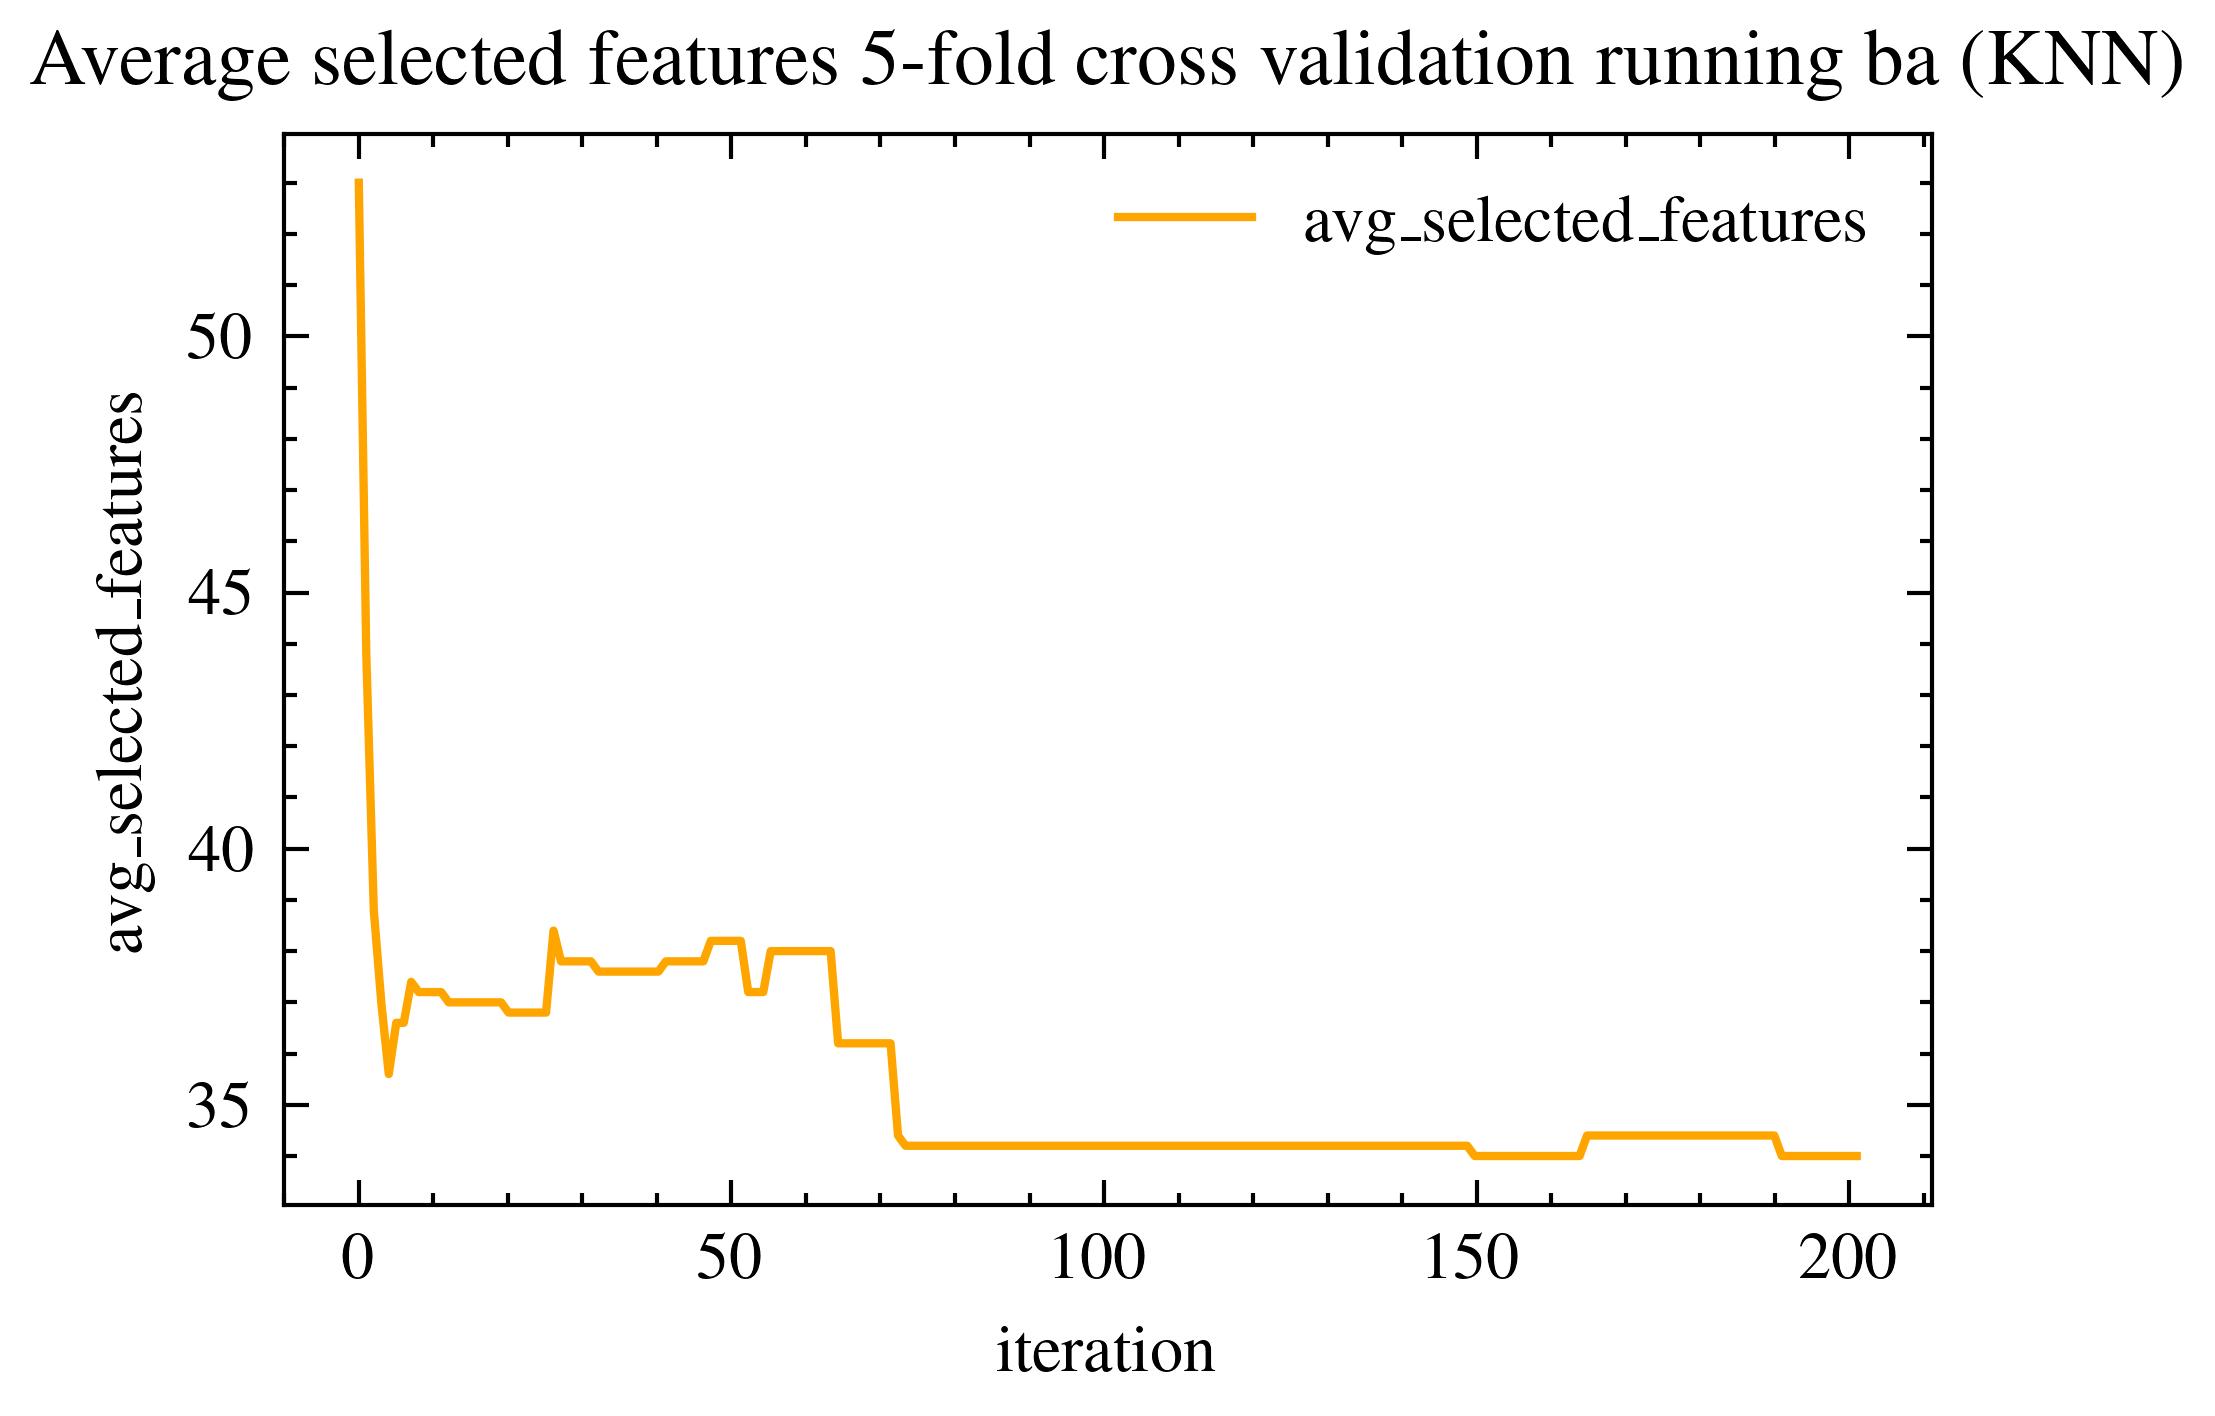 Average selected features 5-fold cross validation running ba (KNN)
avg_selected_features
50
45
40
35
0 50 100 150 200
iteration
avg_selected_features